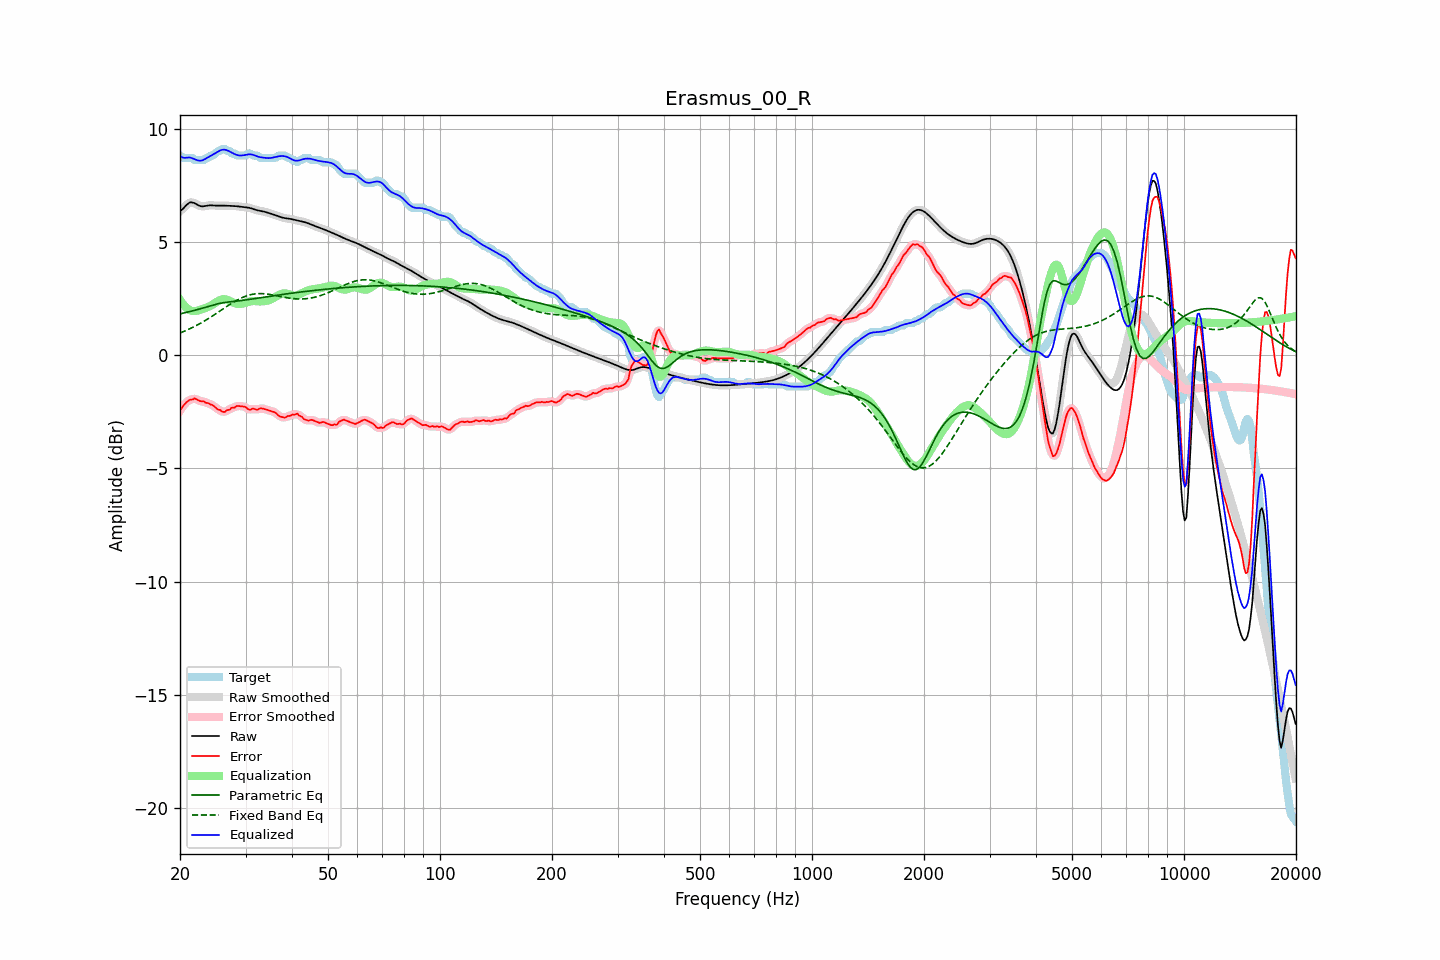 Erasmus_00_R
10
5
0
−5
−10
−15
−20
Amplitude (dBr)
Target
Raw Smoothed
Error Smoothed
Raw
Error
Equalization
Parametric Eq
Fixed Band Eq
Equalized
20 50 100 200 500 1000 2000 5000 10000 20000
Frequency (Hz)